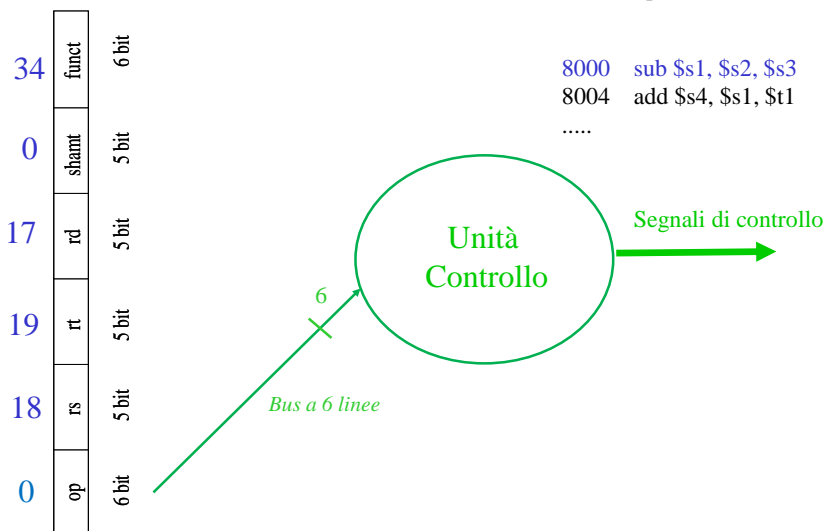 34 funct 6 bit
0 shamt 5 bit
17 rd 5 bit
19 rt 5 bit
18 rs 5 bit
0 op 6 bit
8000 sub $s1, $s2, $s3
8004 add $s4, $s1, $t1
.....
Unità
Controllo
Segnali di controllo
6
Bus a 6 linee